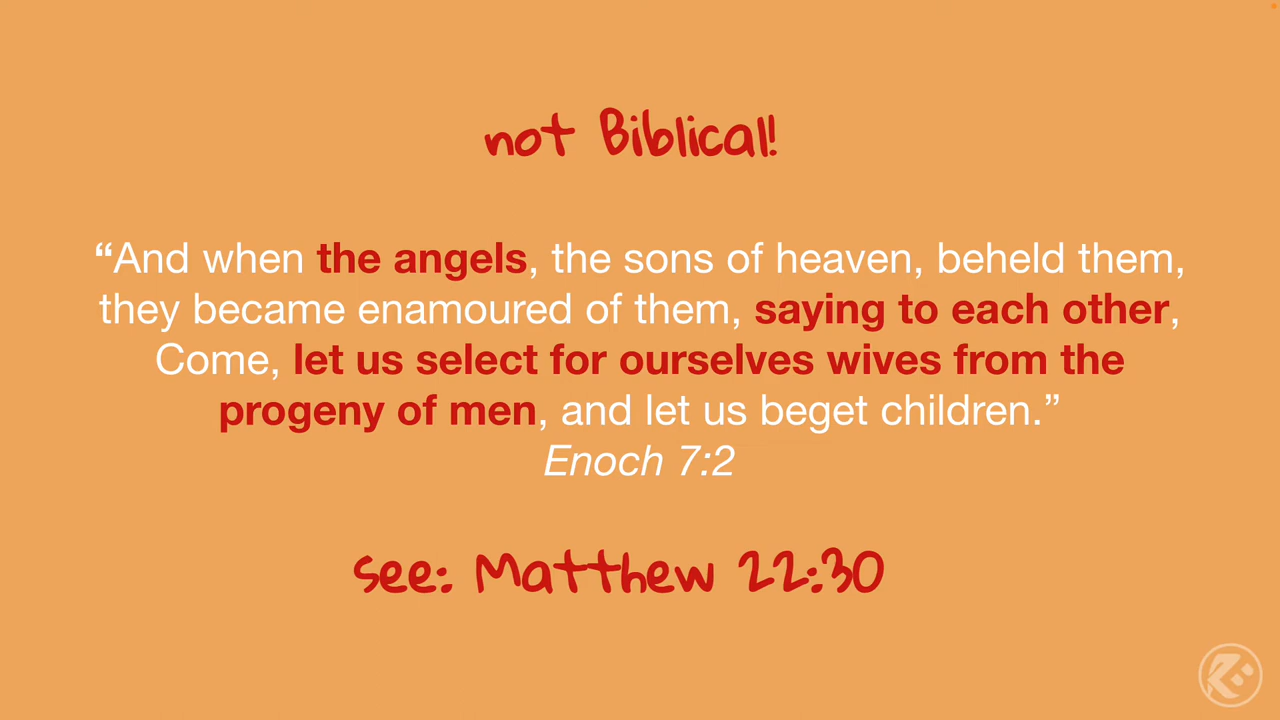 not Biblical!
“And when the angels, the sons of heaven, beheld them,
they became enamoured of them, saying to each other,
Come, let us select for ourselves wives from the
progeny of men, and let us beget children.”
Enoch 7:2
see: Matthew 22:30